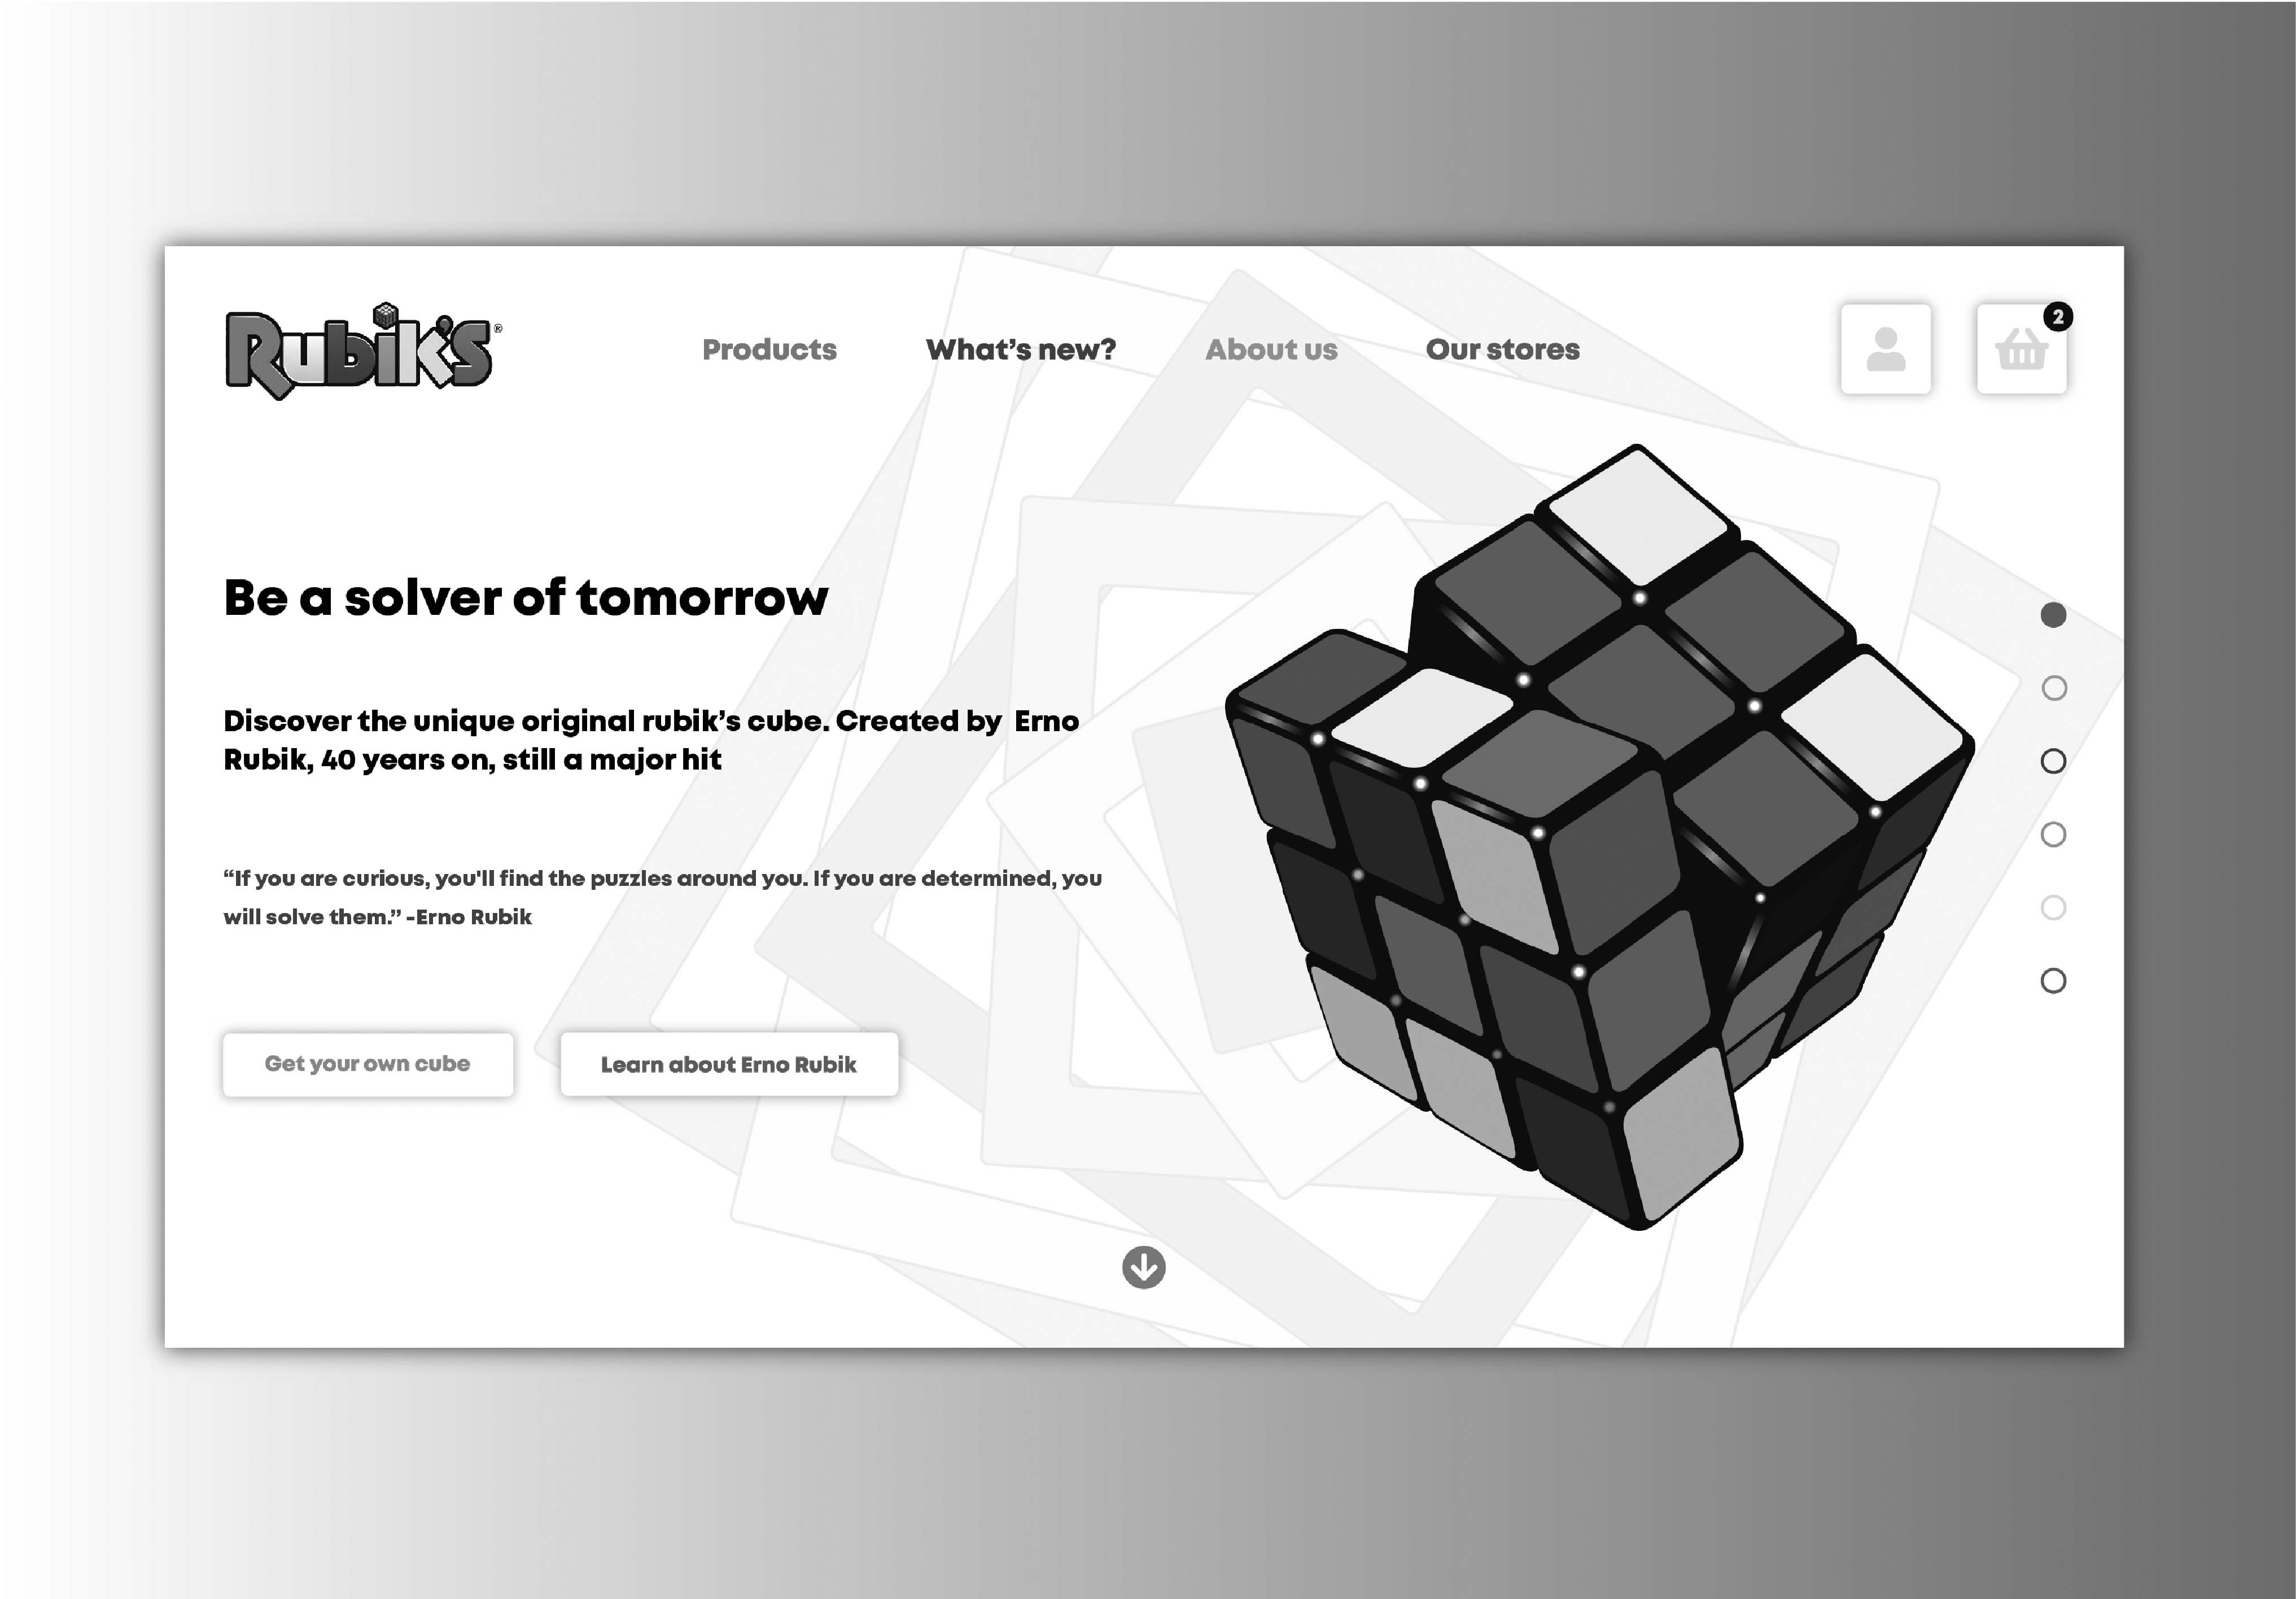 Rubik's®
Products
What's new?
About us
Our stores
2
Be a solver of tomorrow
Discover the unique original rubik's cube. Created by Erno
Rubik, 40 years on, still a major hit
“If you are curious, you'll find the puzzles around you. If you are determined, you
will solve them.” -Erno Rubik
Get your own cube
Learn about Erno Rubik